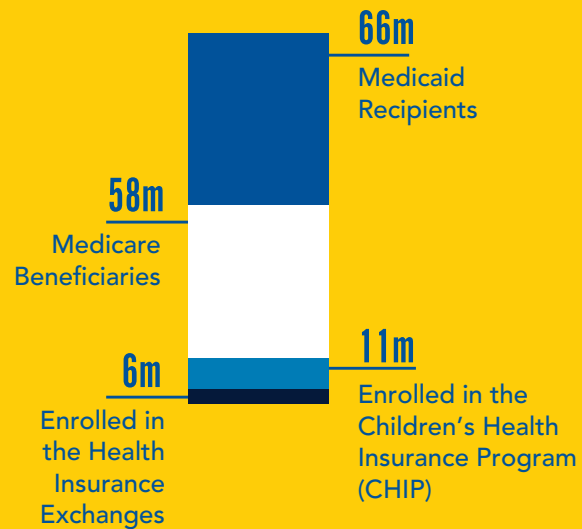 66m
Medicaid
Recipients
58m
Medicare
Beneficiaries
11m
Enrolled in the
Children’s Health
Insurance Program
(CHIP)
6m
Enrolled in
the Health
Insurance
Exchanges